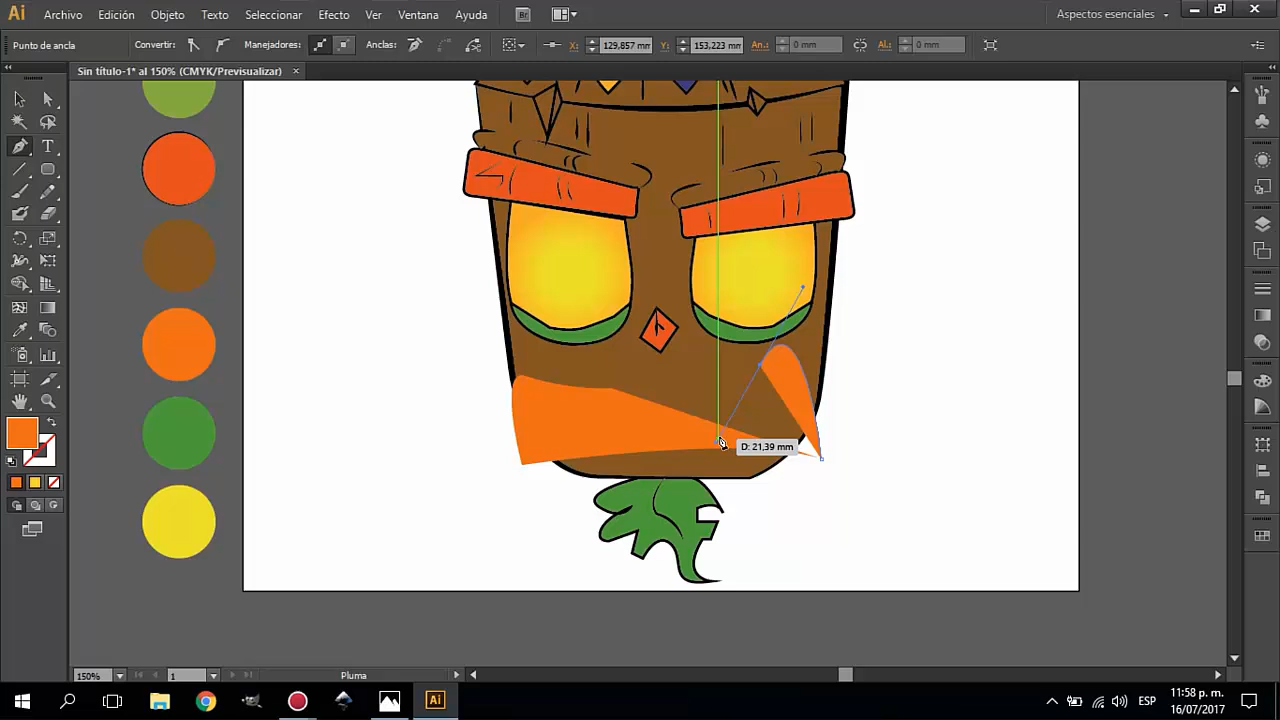 Ai Archivo Edición Objeto Texto Seleccionar Efecto Ver Ventana Ayuda Br Aspectos esenciales
Punto de ancla Convertir: Manejadores: Anclas: X: 129,857 mm Y: 153,223 mm An.: 0 mm Al.: 0 mm
Sin título-1* al 150% (CMYK/Previsualizar) ×
D: 21,39 mm
150% 1 Pluma
Ai ESP 11:58 p. m.
16/07/2017